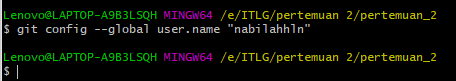 Lenovo@LAPTOP-A9B3LSQH MINGW64 /e/ITLG/pertemuan 2/pertemuan_2
$ git config --global user.name "nabilahhln"

Lenovo@LAPTOP-A9B3LSQH MINGW64 /e/ITLG/pertemuan 2/pertemuan_2
$